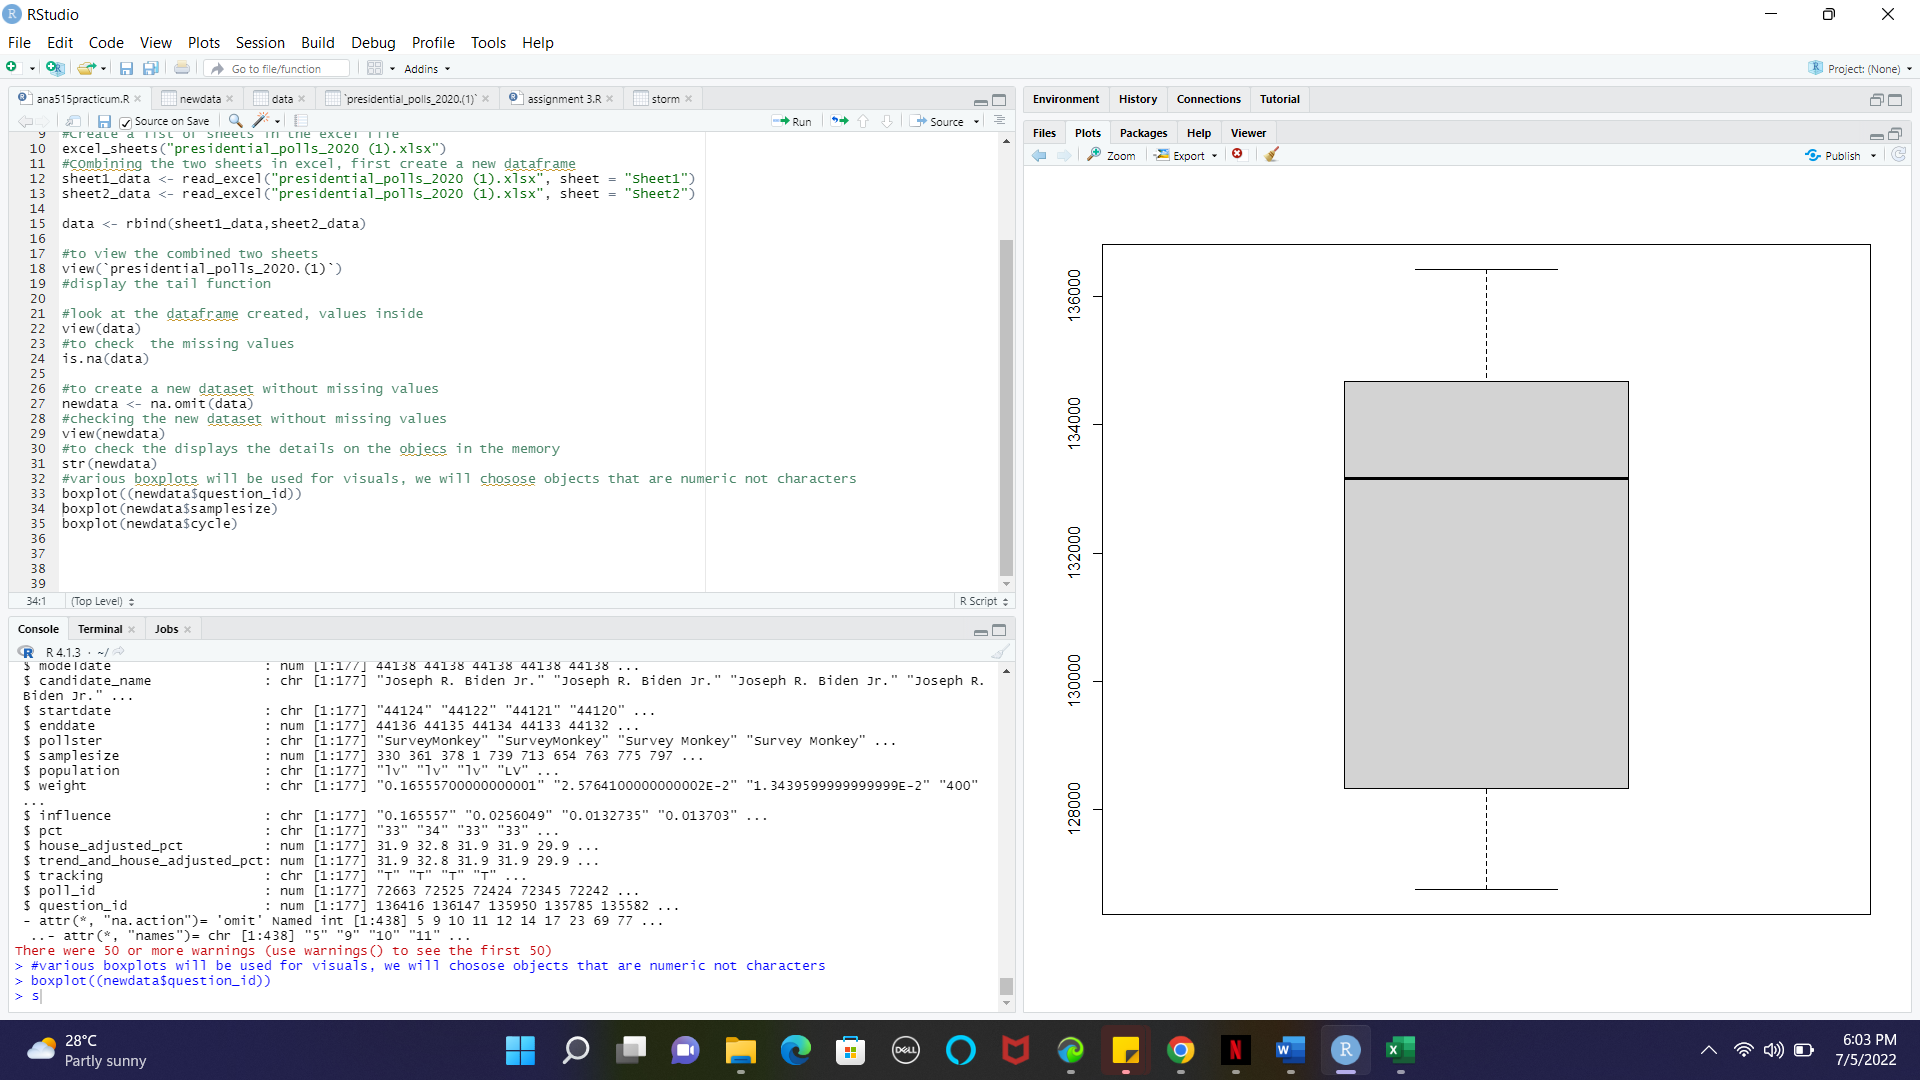 RStudio
File Edit Code View Plots Session Build Debug Profile Tools Help
Go to file/function Addins Project: (None)
ana515practicum.R newdata data `presidential_polls_2020.(1)` assignment 3.R storm
Source on Save Run Source
9 #Create a list of sheets in the excel file
10 excel_sheets("presidential_polls_2020 (1).xlsx")
11 #COmbining the two sheets in excel, first create a new dataframe
12 sheet1_data <- read_excel("presidential_polls_2020 (1).xlsx", sheet = "Sheet1")
13 sheet2_data <- read_excel("presidential_polls_2020 (1).xlsx", sheet = "Sheet2")
14
15 data <- rbind(sheet1_data,sheet2_data)
16
17 #to view the combined two sheets
18 view(`presidential_polls_2020.(1)`)
19 #display the tail function
20
21 #look at the dataframe created, values inside
22 view(data)
23 #to check  the missing values
24 is.na(data)
25
26 #to create a new dataset without missing values
27 newdata <- na.omit(data)
28 #checking the new dataset without missing values
29 view(newdata)
30 #to check the displays the details on the objecs in the memory
31 str(newdata)
32 #various boxplots will be used for visuals, we will chosose objects that are numeric not characters
33 boxplot((newdata$question_id))
34 boxplot(newdata$samplesize)
35 boxplot(newdata$cycle)
36
37
38
39
34:1 (Top Level) R Script
Console Terminal Jobs
R 4.1.3 · ~/
$ modeldate : num [1:177] 44138 44138 44138 44138 44138 ...
$ candidate_name : chr [1:177] "Joseph R. Biden Jr." "Joseph R. Biden Jr." "Joseph R. Biden Jr." "Joseph R.
Biden Jr." ...
$ startdate : chr [1:177] "44124" "44122" "44121" "44120" ...
$ enddate : num [1:177] 44136 44135 44134 44133 44132 ...
$ pollster : chr [1:177] "SurveyMonkey" "SurveyMonkey" "Survey Monkey" "Survey Monkey" ...
$ samplesize : num [1:177] 330 361 378 1 739 713 654 763 775 797 ...
$ population : chr [1:177] "lv" "lv" "lv" "LV" ...
$ weight : chr [1:177] "0.16555700000000001" "2.5764100000000002E-2" "1.3439599999999999E-2" "400"
...
$ influence : chr [1:177] "0.165557" "0.0256049" "0.0132735" "0.013703" ...
$ pct : chr [1:177] "33" "34" "33" "33" ...
$ house_adjusted_pct : num [1:177] 31.9 32.8 31.9 31.9 29.9 ...
$ trend_and_house_adjusted_pct: num [1:177] 31.9 32.8 31.9 31.9 29.9 ...
$ tracking : chr [1:177] "T" "T" "T" "T" ...
$ poll_id : num [1:177] 72663 72525 72424 72345 72242 ...
$ question_id : num [1:177] 136416 136147 135950 135785 135582 ...
- attr(*, "na.action")= 'omit' Named int [1:438] 5 9 10 11 12 14 17 23 69 77 ...
..- attr(*, "names")= chr [1:438] "5" "9" "10" "11" ...
There were 50 or more warnings (use warnings() to see the first 50)
> #various boxplots will be used for visuals, we will chosose objects that are numeric not characters
> boxplot((newdata$question_id))
> s
Environment History Connections Tutorial
Files Plots Packages Help Viewer
Zoom Export Publish
136000
134000
132000
130000
128000
28°C
Partly sunny
DELL
6:03 PM
7/5/2022